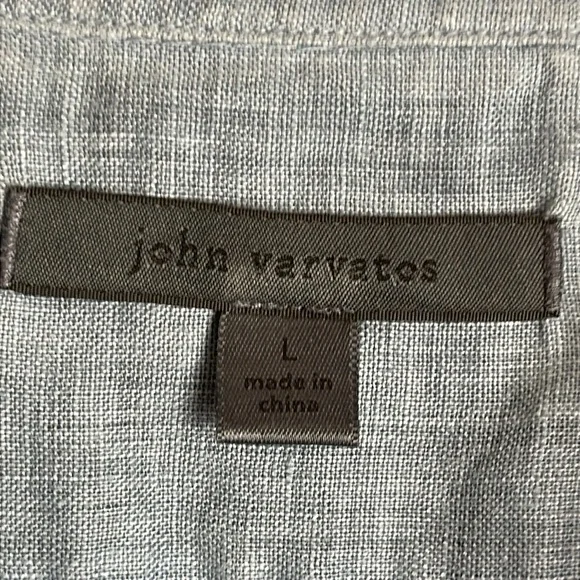 john varvatos
L
made in
china